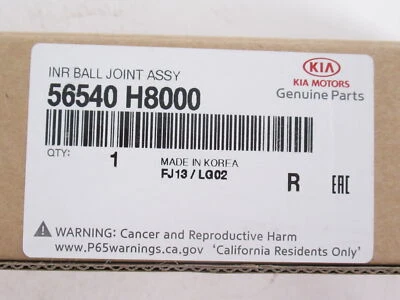 INR BALL JOINT ASSY
56540 H8000
KIA
KIA MOTORS
Genuine Parts
QTY: 1
MADE IN KOREA
FJ13 / LG02
R EAC
WARNING: Cancer and Reproductive Harm
www.P65warnings.ca.gov 'California Residents Only'